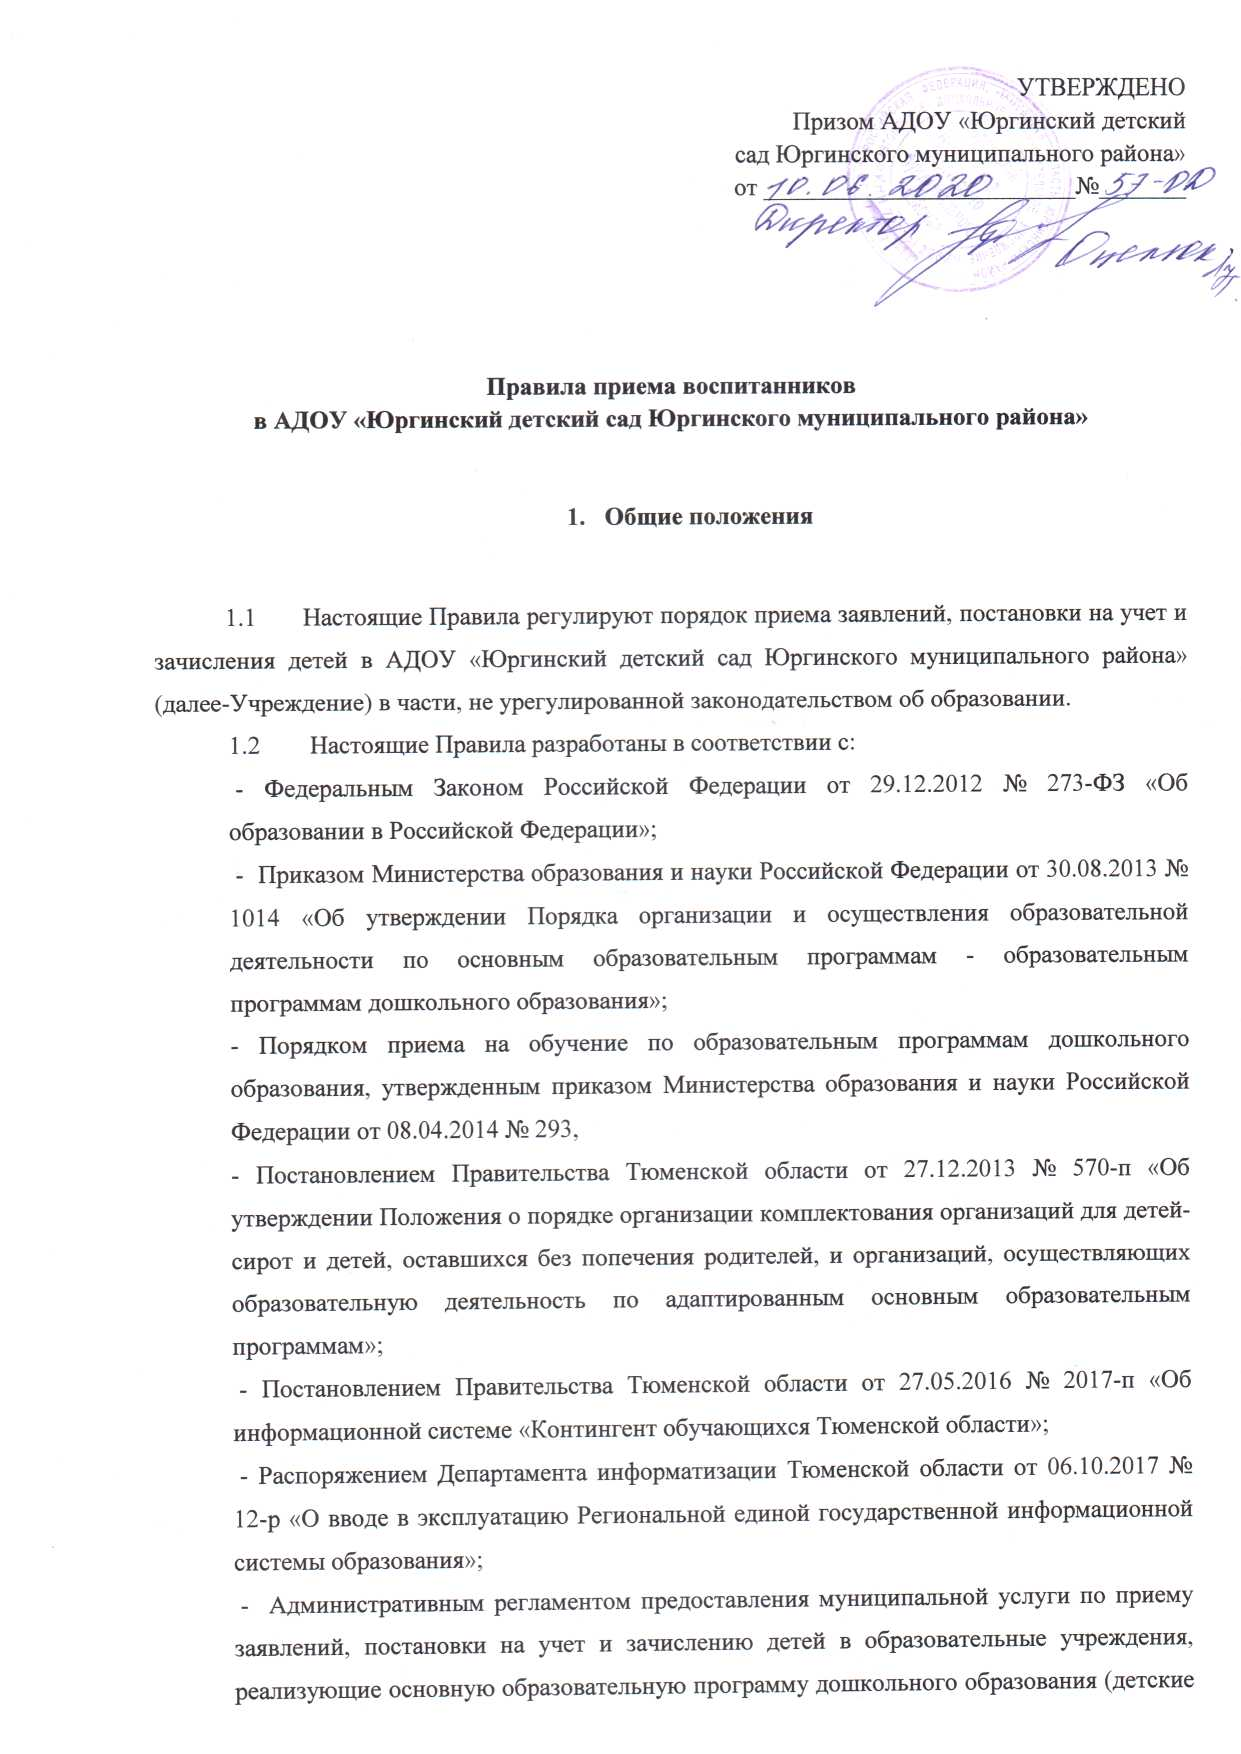 УТВЕРЖДЕНО
Призом АДОУ «Юргинский детский
сад Юргинского муниципального района»
от 10.06.2020 № 57-ОД
Директор
Правила приема воспитанников
в АДОУ «Юргинский детский сад Юргинского муниципального района»
1. Общие положения
1.1 Настоящие Правила регулируют порядок приема заявлений, постановки на учет и
зачисления детей в АДОУ «Юргинский детский сад Юргинского муниципального района»
(далее-Учреждение) в части, не урегулированной законодательством об образовании.
1.2 Настоящие Правила разработаны в соответствии с:
- Федеральным Законом Российской Федерации от 29.12.2012 № 273-ФЗ «Об
образовании в Российской Федерации»;
- Приказом Министерства образования и науки Российской Федерации от 30.08.2013 №
1014 «Об утверждении Порядка организации и осуществления образовательной
деятельности по основным образовательным программам - образовательным
программам дошкольного образования»;
- Порядком приема на обучение по образовательным программам дошкольного
образования, утвержденным приказом Министерства образования и науки Российской
Федерации от 08.04.2014 № 293,
- Постановлением Правительства Тюменской области от 27.12.2013 № 570-п «Об
утверждении Положения о порядке организации комплектования организаций для детей-
сирот и детей, оставшихся без попечения родителей, и организаций, осуществляющих
образовательную деятельность по адаптированным основным образовательным
программам»;
- Постановлением Правительства Тюменской области от 27.05.2016 № 2017-п «Об
информационной системе «Контингент обучающихся Тюменской области»;
- Распоряжением Департамента информатизации Тюменской области от 06.10.2017 №
12-р «О вводе в эксплуатацию Региональной единой государственной информационной
системы образования»;
- Административным регламентом предоставления муниципальной услуги по приему
заявлений, постановки на учет и зачислению детей в образовательные учреждения,
реализующие основную образовательную программу дошкольного образования (детские